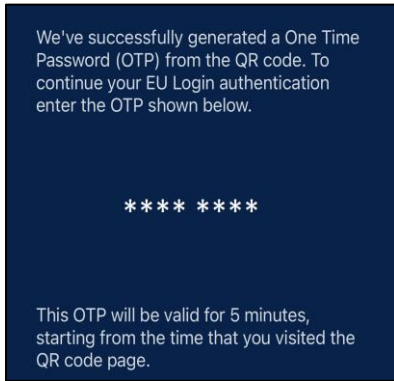 We've successfully generated a One Time
Password (OTP) from the QR code. To
continue your EU Login authentication
enter the OTP shown below.
**** ****
This OTP will be valid for 5 minutes,
starting from the time that you visited the
QR code page.